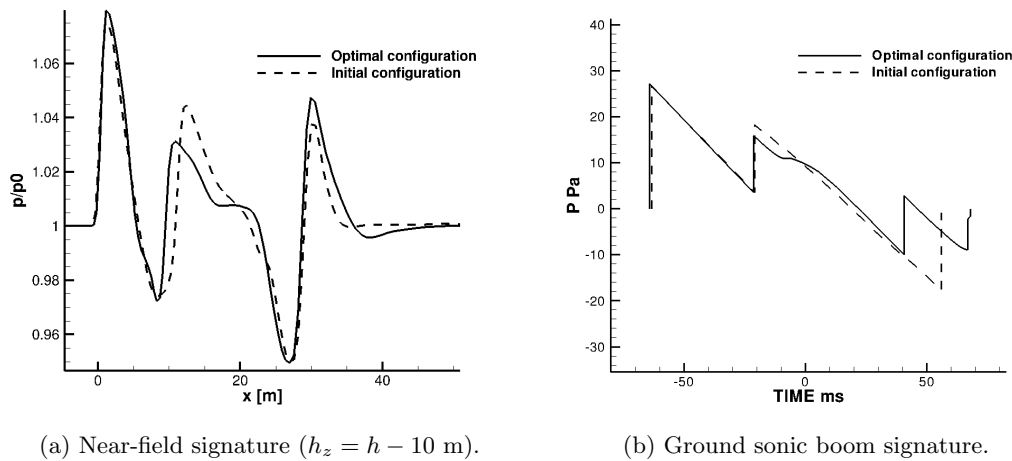 Optimal configuration
Initial configuration
1.06
1.04
1.02
1
0.98
0.96
p/p0
0
20
40
x [m]
(a) Near-field signature (h_z = h − 10 m).
Optimal configuration
Initial configuration
40
30
20
10
0
-10
-20
-30
P Pa
-50
0
50
TIME ms
(b) Ground sonic boom signature.